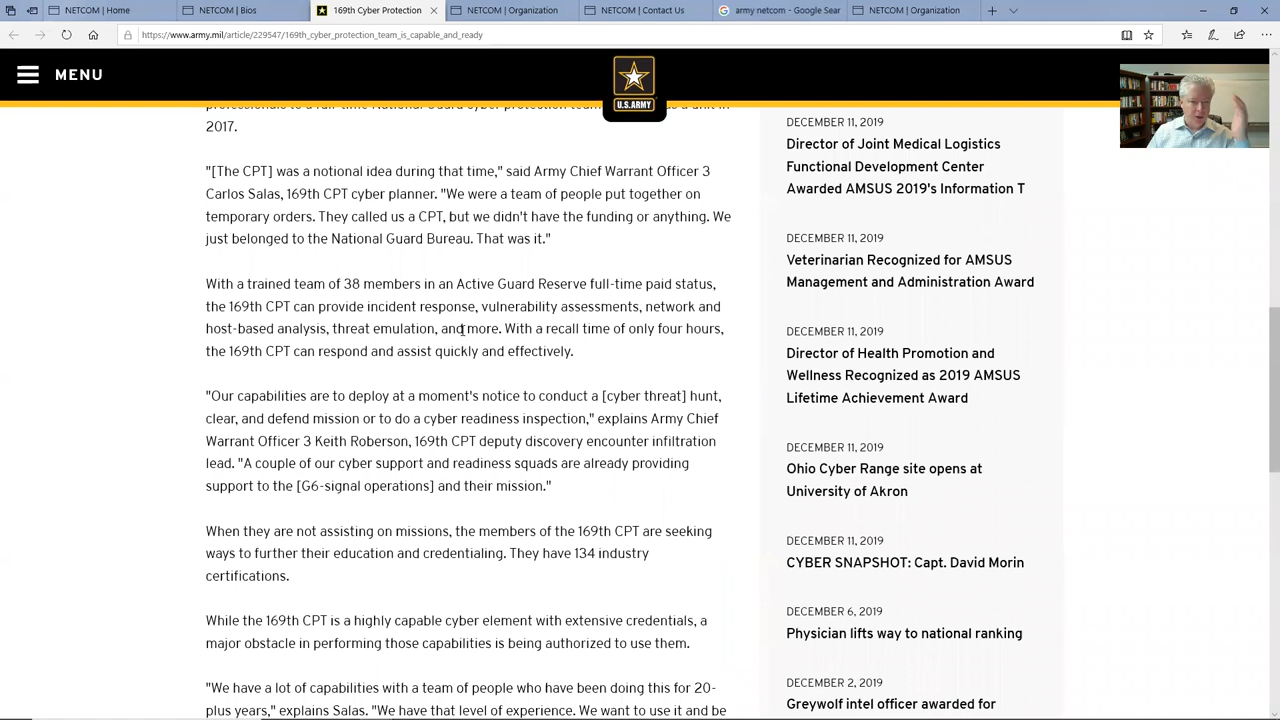 NETCOM | Home
NETCOM | Bios
169th Cyber Protection
NETCOM | Organization
NETCOM | Contact Us
army netcom - Google Sear
NETCOM | Organization
https://www.army.mil/article/229547/169th_cyber_protection_team_is_capable_and_ready
MENU
U.S.ARMY
2017.
"[The CPT] was a notional idea during that time," said Army Chief Warrant Officer 3
Carlos Salas, 169th CPT cyber planner. "We were a team of people put together on
temporary orders. They called us a CPT, but we didn't have the funding or anything. We
just belonged to the National Guard Bureau. That was it."
With a trained team of 38 members in an Active Guard Reserve full-time paid status,
the 169th CPT can provide incident response, vulnerability assessments, network and
host-based analysis, threat emulation, and more. With a recall time of only four hours,
the 169th CPT can respond and assist quickly and effectively.
"Our capabilities are to deploy at a moment's notice to conduct a [cyber threat] hunt,
clear, and defend mission or to do a cyber readiness inspection," explains Army Chief
Warrant Officer 3 Keith Roberson, 169th CPT deputy discovery encounter infiltration
lead. "A couple of our cyber support and readiness squads are already providing
support to the [G6-signal operations] and their mission."
When they are not assisting on missions, the members of the 169th CPT are seeking
ways to further their education and credentialing. They have 134 industry
certifications.
While the 169th CPT is a highly capable cyber element with extensive credentials, a
major obstacle in performing those capabilities is being authorized to use them.
"We have a lot of capabilities with a team of people who have been doing this for 20-
plus years," explains Salas. "We have that level of experience. We want to use it and be
DECEMBER 11, 2019
Director of Joint Medical Logistics
Functional Development Center
Awarded AMSUS 2019's Information T
DECEMBER 11, 2019
Veterinarian Recognized for AMSUS
Management and Administration Award
DECEMBER 11, 2019
Director of Health Promotion and
Wellness Recognized as 2019 AMSUS
Lifetime Achievement Award
DECEMBER 11, 2019
Ohio Cyber Range site opens at
University of Akron
DECEMBER 11, 2019
CYBER SNAPSHOT: Capt. David Morin
DECEMBER 6, 2019
Physician lifts way to national ranking
DECEMBER 2, 2019
Greywolf intel officer awarded for